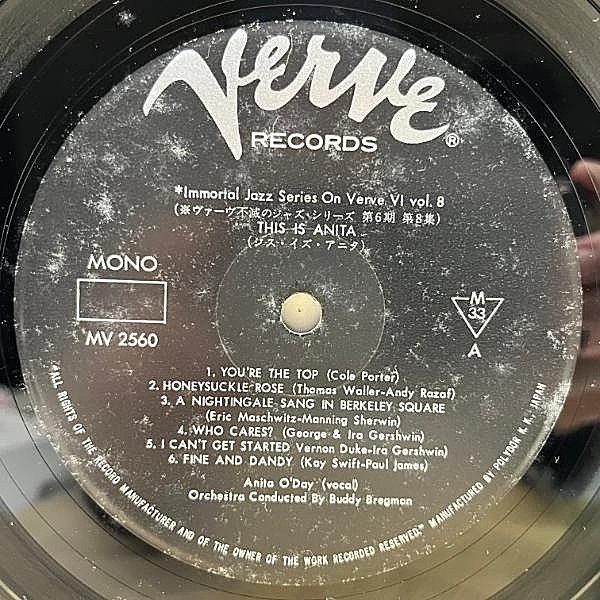 Verve
RECORDS ®
*Immortal Jazz Series On Verve VI vol. 8
(※ヴァーヴ不滅のジャズ・シリーズ 第6期 第8集)
THIS IS ANITA
(ジス・イズ・アニタ)
MONO
MV 2560
M
33
A
1. YOU'RE THE TOP (Cole Porter)
2. HONEYSUCKLE ROSE (Thomas Waller-Andy Razaf)
3. A NIGHTINGALE SANG IN BERKELEY SQUARE
(Eric Maschwitz-Manning Sherwin)
4. WHO CARES? (George & Ira Gershwin)
5. I CAN'T GET STARTED Vernon Duke-Ira Gershwin)
6. FINE AND DANDY (Kay Swift-Paul James)
Anita O'Day (vocal)
Orchestra Conducted By Buddy Bregman
*ALL RIGHTS OF THE RECORD MANUFACTURER AND OF THE OWNER OF THE WORK RECORDED RESERVED* MANUFACTURED BY POLYDOR K.K. JAPAN